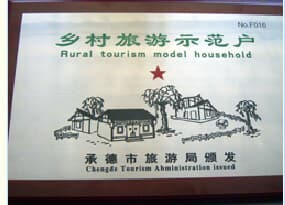 No.F016
乡村旅游示范户
Rural tourism model household
承德市旅游局颁发
Chengde Tourism Administration issued